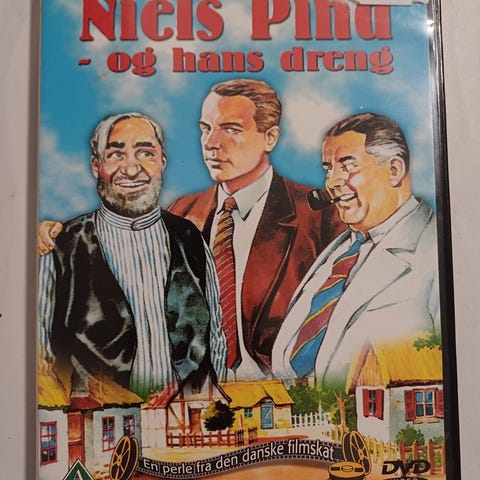 Niels Pind
- og hans dreng
En perle fra den danske filmskat
A
DVD